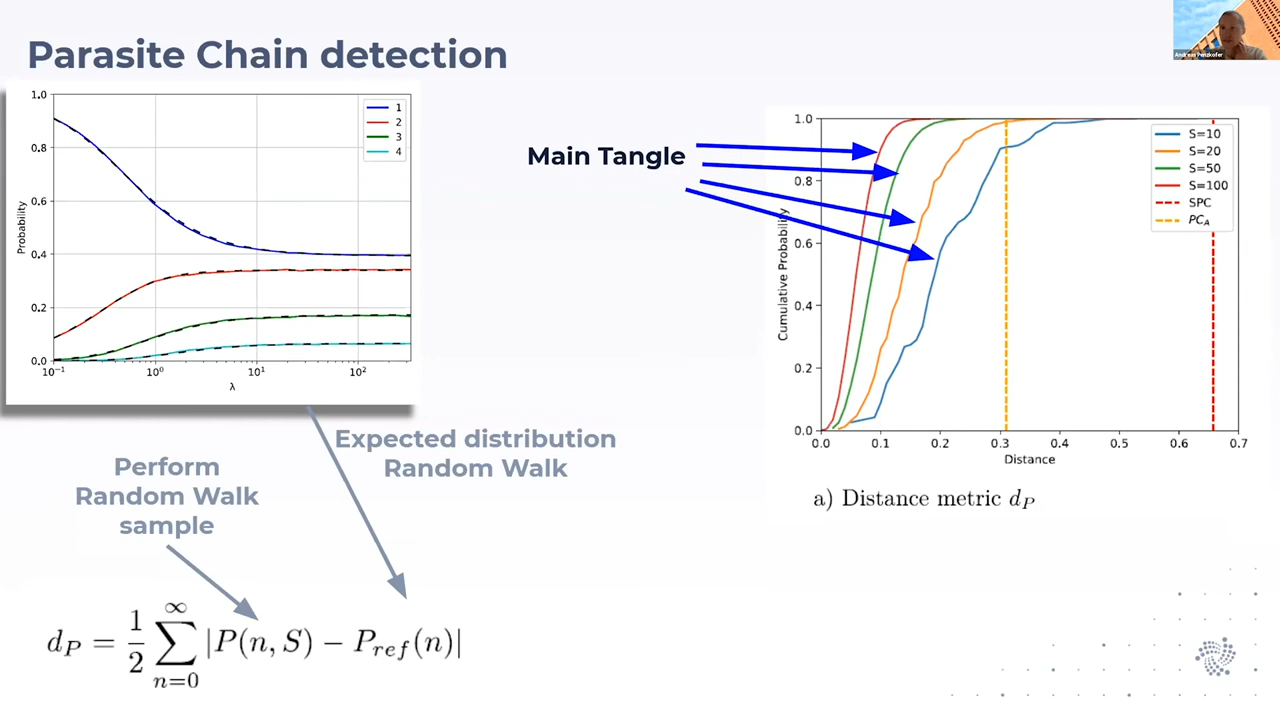 Parasite Chain detection
Andreas Penzkofer
1.0
0.8
0.6
0.4
0.2
0.0
Probability
10⁻¹
10⁰
10¹
10²
λ
1
2
3
4
Main Tangle
1.0
0.8
0.6
0.4
0.2
0.0
Cumulative Probability
0.0
0.1
0.2
0.3
0.4
0.5
0.6
0.7
Distance
S=10
S=20
S=50
S=100
SPC
PC_A
a) Distance metric d_P
Expected distribution
Random Walk
Perform
Random Walk
sample
d_P = 1/2 ∑_{n=0}^{∞} |P(n, S) − P_{ref}(n)|